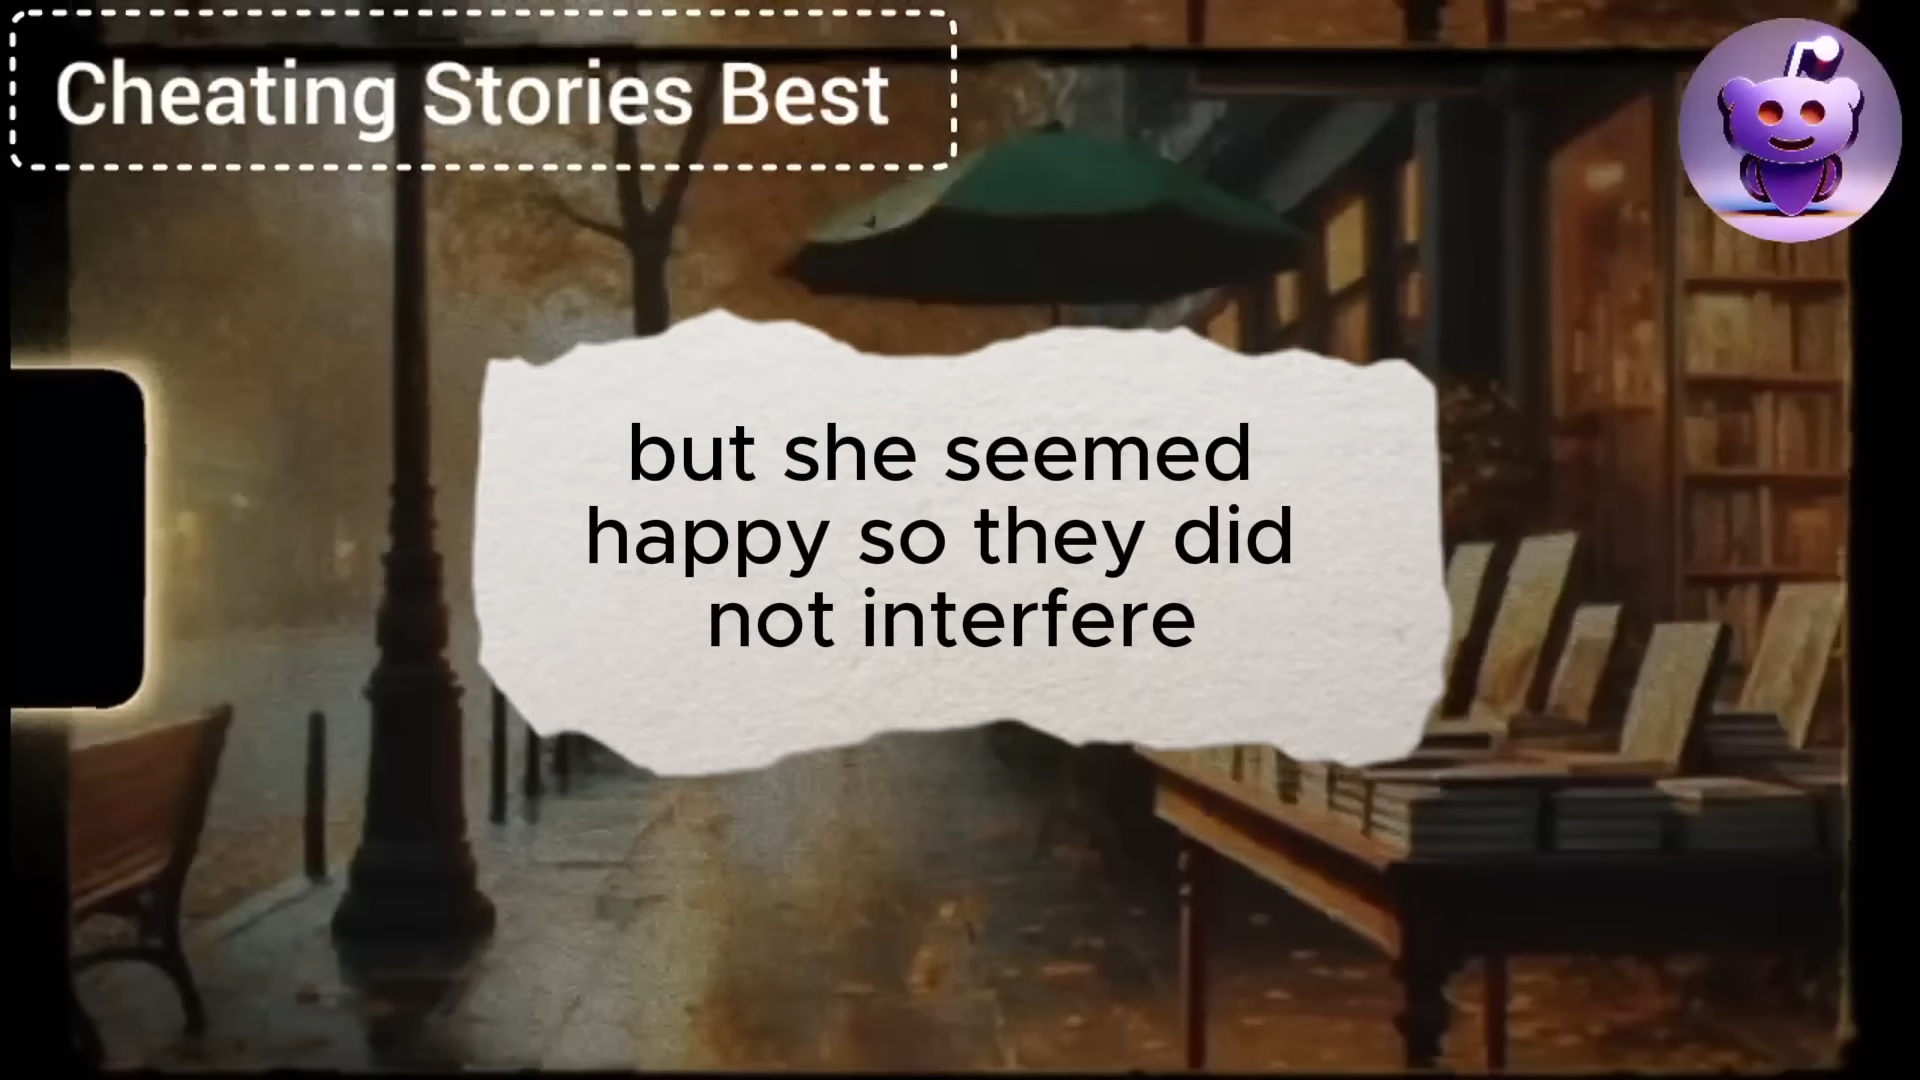 Cheating Stories Best
but she seemed
happy so they did
not interfere